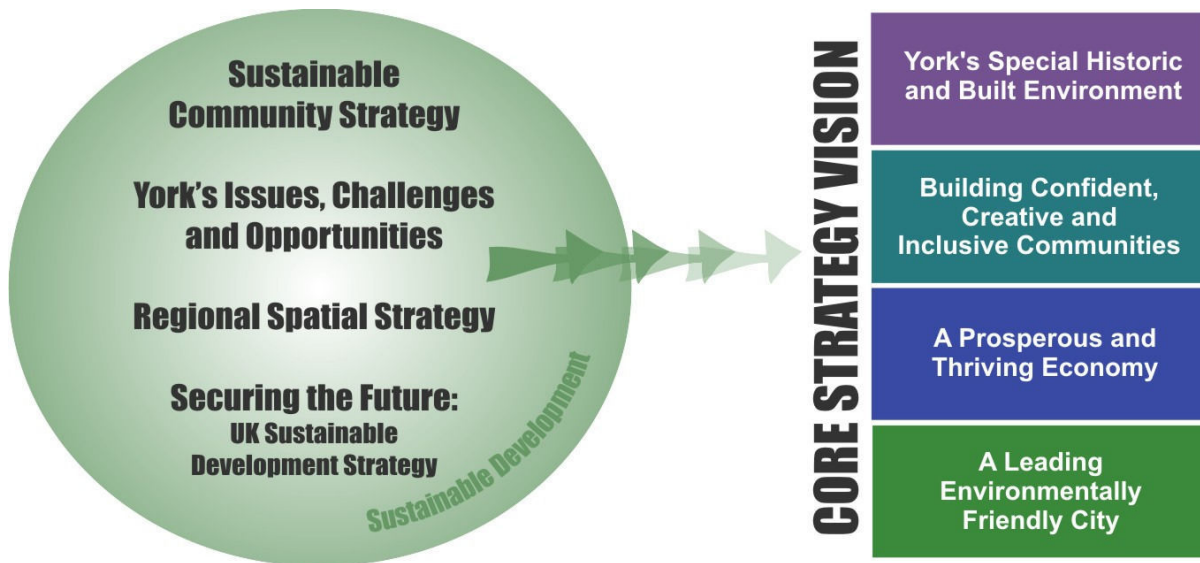 Sustainable
Community Strategy
York’s Issues, Challenges
and Opportunities
Regional Spatial Strategy
Securing the Future:
UK Sustainable
Development Strategy
Sustainable Development
CORE STRATEGY VISION
York's Special Historic
and Built Environment
Building Confident,
Creative and
Inclusive Communities
A Prosperous and
Thriving Economy
A Leading
Environmentally
Friendly City